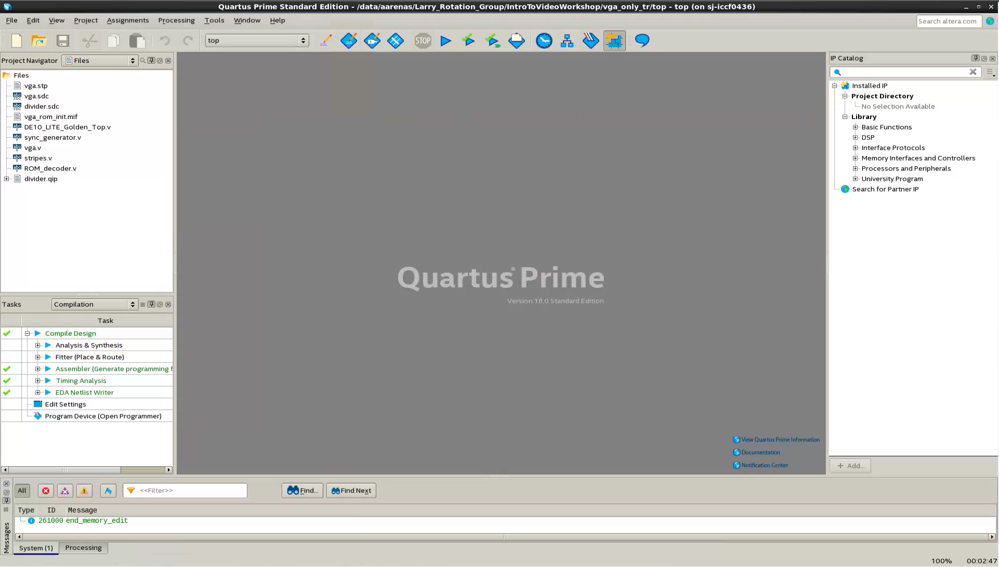 Quartus Prime Standard Edition - /data/aarenas/Larry_Rotation_Group/IntroToVideoWorkshop/vga_only_tr/top - top (on sj-iccf0436)
File Edit View Project Assignments Processing Tools Window Help
Search altera.com
top
STOP
Project Navigator
Files
Files
vga.stp
vga.sdc
divider.sdc
vga_rom_init.mif
DE10_LITE_Golden_Top.v
sync_generator.v
vga.v
stripes.v
ROM_decoder.v
divider.qip
Tasks
Compilation
Task
Compile Design
Analysis & Synthesis
Fitter (Place & Route)
Assembler (Generate programming f
Timing Analysis
EDA Netlist Writer
Edit Settings
Program Device (Open Programmer)
Quartus® Prime
Version 18.0 Standard Edition
View Quartus Prime Information
Documentation
Notification Center
IP Catalog
Installed IP
Project Directory
No Selection Available
Library
Basic Functions
DSP
Interface Protocols
Memory Interfaces and Controllers
Processors and Peripherals
University Program
Search for Partner IP
+ Add...
All
<<Filter>>
Find...
Find Next
Type ID Message
261000 end_memory_edit
Messages
System (1)
Processing
100% 00:02:47